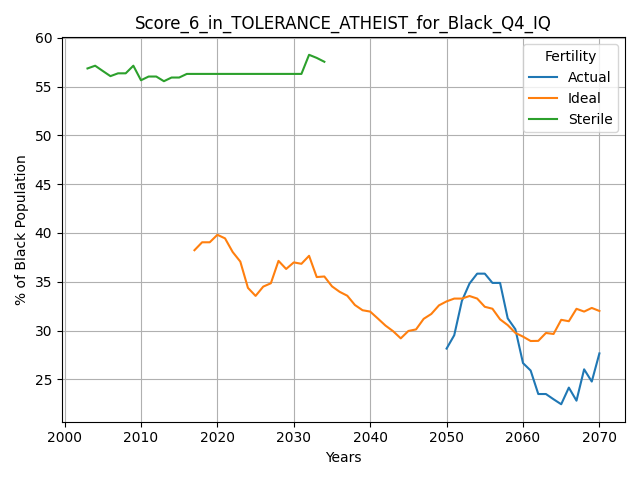 Score_6_in_TOLERANCE_ATHEIST_for_Black_Q4_IQ
60
55
50
45
40
35
30
25
% of Black Population
Fertility
Actual
Ideal
Sterile
2000 2010 2020 2030 2040 2050 2060 2070
Years